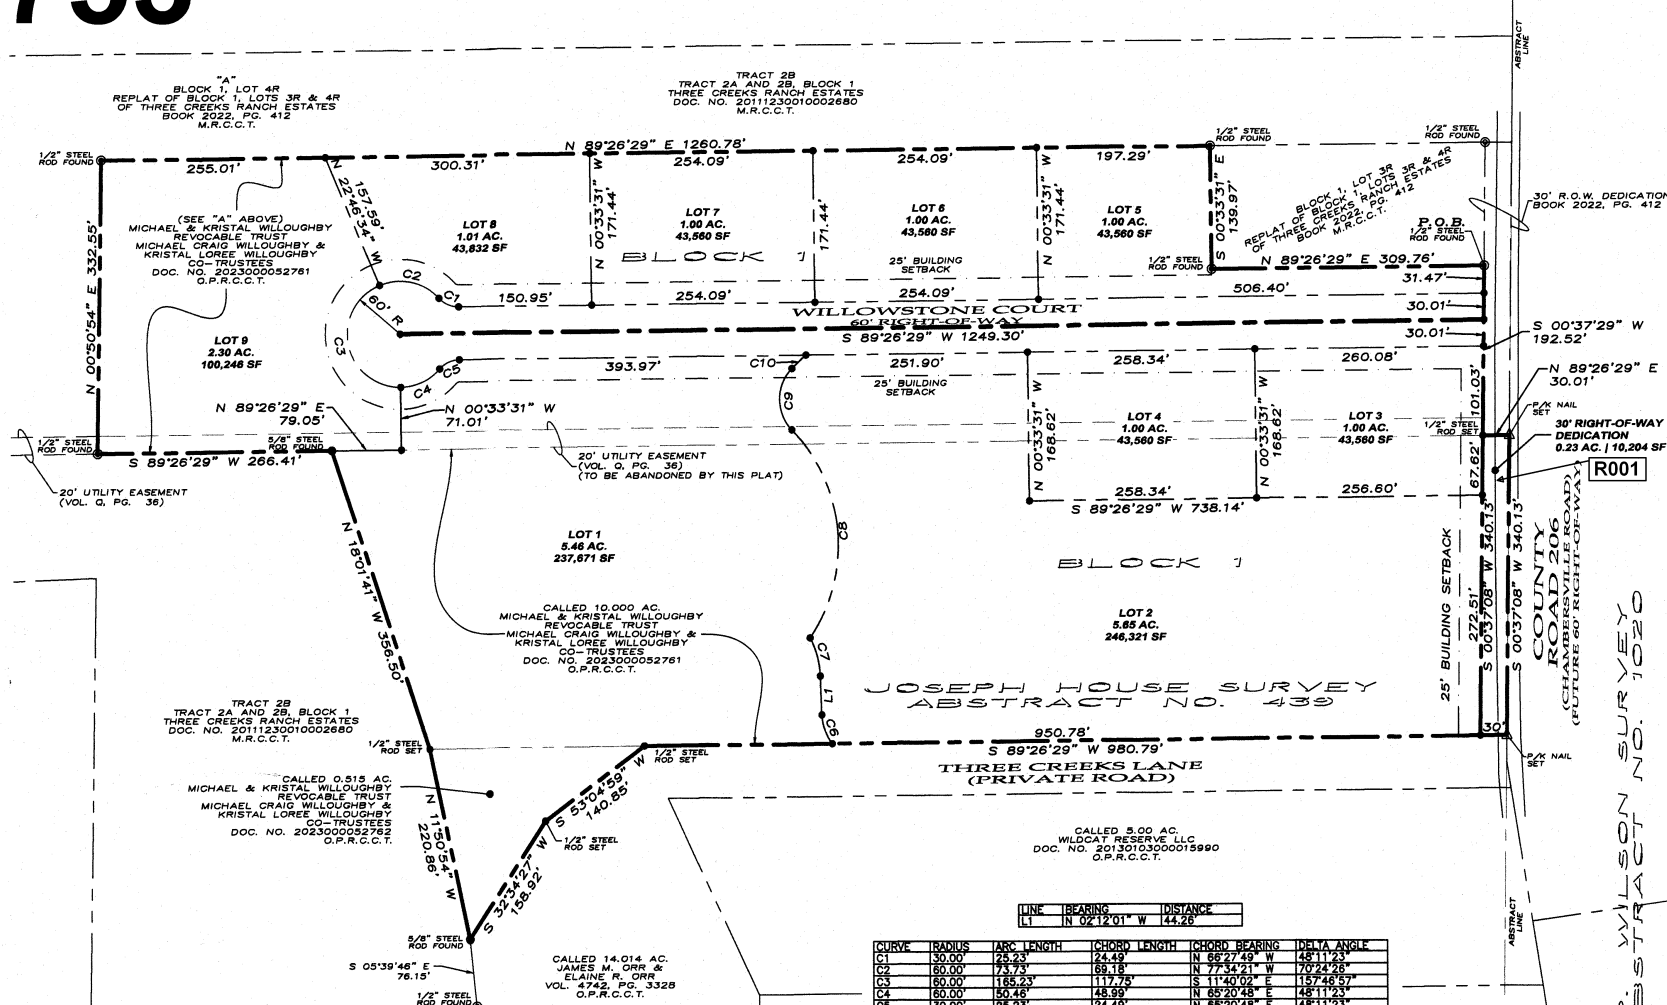 "A"
BLOCK 1, LOT 4R
REPLAT OF BLOCK 1, LOTS 3R & 4R
OF THREE CREEKS RANCH ESTATES
BOOK 2022, PG. 412
M.R.C.C.T.
TRACT 2B
TRACT 2A AND 2B, BLOCK 1
THREE CREEKS RANCH ESTATES
DOC. NO. 20111230010002680
M.R.C.C.T.
ABSTRACT
LINE
1/2" STEEL
ROD FOUND
255.01'
300.31'
N 89°26'29" E 1260.78'
254.09'
254.09'
197.29'
1/2" STEEL
ROD FOUND
1/2" STEEL
ROD FOUND
N 22°46'34" W
157.59'
N 00°33'31" W
171.44'
171.44'
N 00°33'31" W
171.44'
S 00°33'31" E
139.97'
BLOCK 1, LOT 3R
REPLAT OF BLOCK 1, LOTS 3R & 4R
OF THREE CREEKS RANCH ESTATES
BOOK 2022, PG. 412
M.R.C.C.T.
30' R.O.W. DEDICATION
BOOK 2022, PG. 412
P.O.B.
1/2" STEEL
ROD FOUND
(SEE "A" ABOVE)
MICHAEL & KRISTAL WILLOUGHBY
REVOCABLE TRUST
MICHAEL CRAIG WILLOUGHBY &
KRISTAL LOREE WILLOUGHBY
CO-TRUSTEES
DOC. NO. 2023000052761
O.P.R.C.C.T.
LOT 8
1.01 AC.
43,832 SF
LOT 7
1.00 AC.
43,560 SF
LOT 6
1.00 AC.
43,560 SF
LOT 5
1.00 AC.
43,560 SF
BLOCK 1
25' BUILDING
SETBACK
1/2" STEEL
ROD FOUND
N 89°26'29" E 309.76'
31.47'
N 00°50'54" E 332.55'
C2
C1
60' R
150.95'
254.09'
254.09'
506.40'
30.01'
WILLOWSTONE COURT
60' RIGHT-OF-WAY
S 89°26'29" W 1249.30'
30.01'
S 00°37'29" W
192.52'
LOT 9
2.30 AC.
100,246 SF
C3
C5
C4
393.97'
C10
251.90'
258.34'
260.08'
25' BUILDING
SETBACK
C9
101.03'
N 89°26'29" E
30.01'
P/K NAIL
SET
N 89°26'29" E
79.05'
N 00°33'31" W
71.01'
N 00°33'31" W
168.62'
LOT 4
1.00 AC.
43,560 SF
N 00°33'31" W
168.62'
LOT 3
1.00 AC.
43,560 SF
1/2" STEEL
ROD SET
30' RIGHT-OF-WAY
DEDICATION
0.23 AC. | 10,204 SF
R001
1/2" STEEL
ROD FOUND
5/8" STEEL
ROD FOUND
S 89°26'29" W 266.41'
20' UTILITY EASEMENT
(VOL. Q, PG. 36)
20' UTILITY EASEMENT
(VOL. Q, PG. 36)
(TO BE ABANDONED BY THIS PLAT)
67.62'
258.34'
256.60'
S 89°26'29" W 738.14'
N 18°01'41" W 356.50'
LOT 1
5.46 AC.
237,671 SF
C8
BLOCK 1
25' BUILDING SETBACK
272.51'
S 00°37'08" W 340.13'
S 00°37'08" W 340.13'
COUNTY
ROAD 206
(CHAMBERSVILLE ROAD)
(FUTURE 60' RIGHT-OF-WAY)
CALLED 10.000 AC.
MICHAEL & KRISTAL WILLOUGHBY
REVOCABLE TRUST
MICHAEL CRAIG WILLOUGHBY &
KRISTAL LOREE WILLOUGHBY
CO-TRUSTEES
DOC. NO. 2023000052761
O.P.R.C.C.T.
LOT 2
5.65 AC.
246,321 SF
C7
L1
C6
JOSEPH HOUSE SURVEY
ABSTRACT NO. 439
WILSON SURVEY
ABSTRACT NO. 1020
TRACT 2B
TRACT 2A AND 2B, BLOCK 1
THREE CREEKS RANCH ESTATES
DOC. NO. 20111230010002680
M.R.C.C.T.
1/2" STEEL
ROD SET
1/2" STEEL
ROD SET
950.78'
30'
S 89°26'29" W 980.79'
THREE CREEKS LANE
(PRIVATE ROAD)
P/K NAIL
SET
CALLED 0.515 AC.
MICHAEL & KRISTAL WILLOUGHBY
REVOCABLE TRUST
MICHAEL CRAIG WILLOUGHBY &
KRISTAL LOREE WILLOUGHBY
CO-TRUSTEES
DOC. NO. 2023000052762
O.P.R.C.C.T.
N 11°50'54" W
220.86'
S 53°04'59" W
140.85'
1/2" STEEL
ROD SET
S 32°34'27" W
158.92'
CALLED 5.00 AC.
WILDCAT RESERVE LLC
DOC. NO. 20130103000015990
O.P.R.C.C.T.
5/8" STEEL
ROD FOUND
S 05°39'46" E
76.15'
1/2" STEEL
ROD FOUND
CALLED 14.014 AC.
JAMES M. ORR &
ELAINE R. ORR
VOL. 4742, PG. 3328
O.P.R.C.C.T.
ABSTRACT
LINE
LINE BEARING DISTANCE
L1 N 02°12'01" W 44.26'
CURVE RADIUS ARC LENGTH CHORD LENGTH CHORD BEARING DELTA ANGLE
C1 30.00' 25.23' 24.49' N 66°27'49" W 48°11'23"
C2 60.00' 73.73' 69.18' N 77°34'21" W 70°24'26"
C3 60.00' 165.23' 117.75' S 11°40'02" E 157°46'57"
C4 60.00' 50.46' 48.99' N 65°20'48" E 48°11'23"